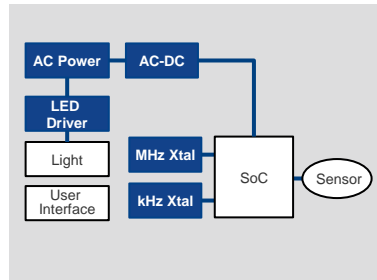 AC Power
AC-DC
LED
Driver
Light
MHz Xtal
SoC
Sensor
User
Interface
kHz Xtal